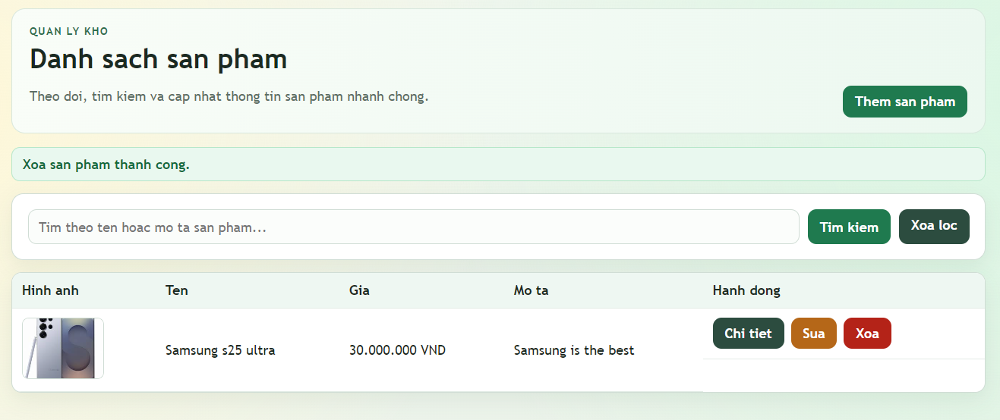 QUAN LY KHO
Danh sach san pham
Theo doi, tim kiem va cap nhat thong tin san pham nhanh chong.
Them san pham
Xoa san pham thanh cong.
Tim theo ten hoac mo ta san pham...
Tim kiem
Xoa loc
Hinh anh Ten Gia Mo ta Hanh dong
Samsung s25 ultra 30.000.000 VND Samsung is the best Chi tiet Sua Xoa